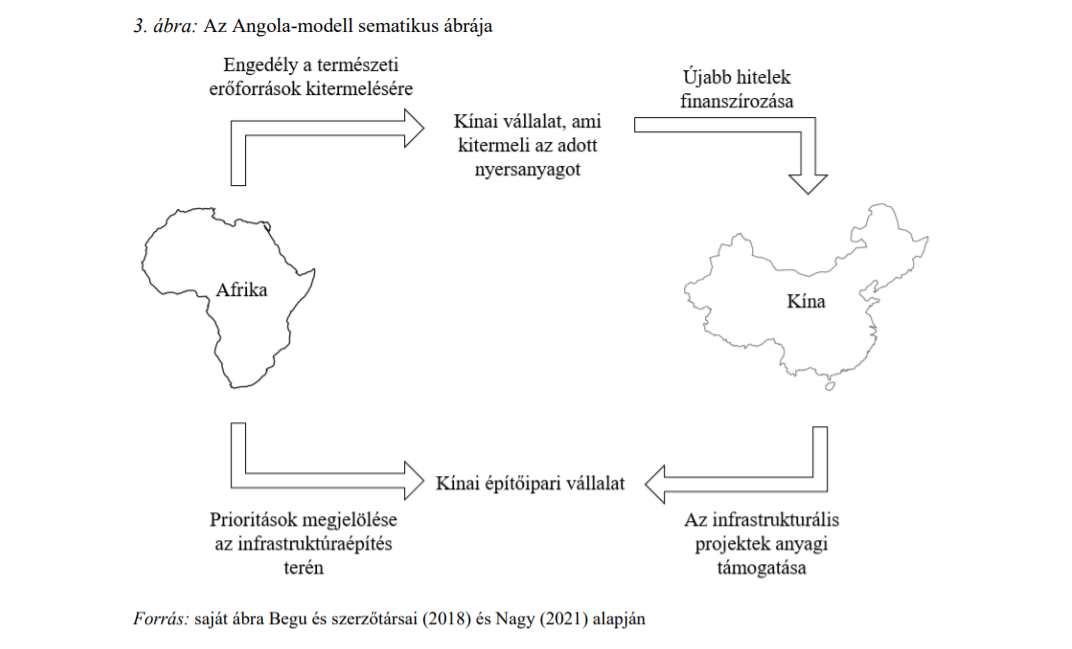 3. ábra: Az Angola-modell sematikus ábrája
Engedély a természeti
erőforrások kitermelésére
Újabb hitelek
finanszírozása
Kínai vállalat, ami
kitermeli az adott
nyersanyagot
Afrika
Kína
Kínai építőipari vállalat
Prioritások megjelölése
az infrastruktúraépítés
terén
Az infrastrukturális
projektek anyagi
támogatása
Forrás: saját ábra Begu és szerzőtársai (2018) és Nagy (2021) alapján